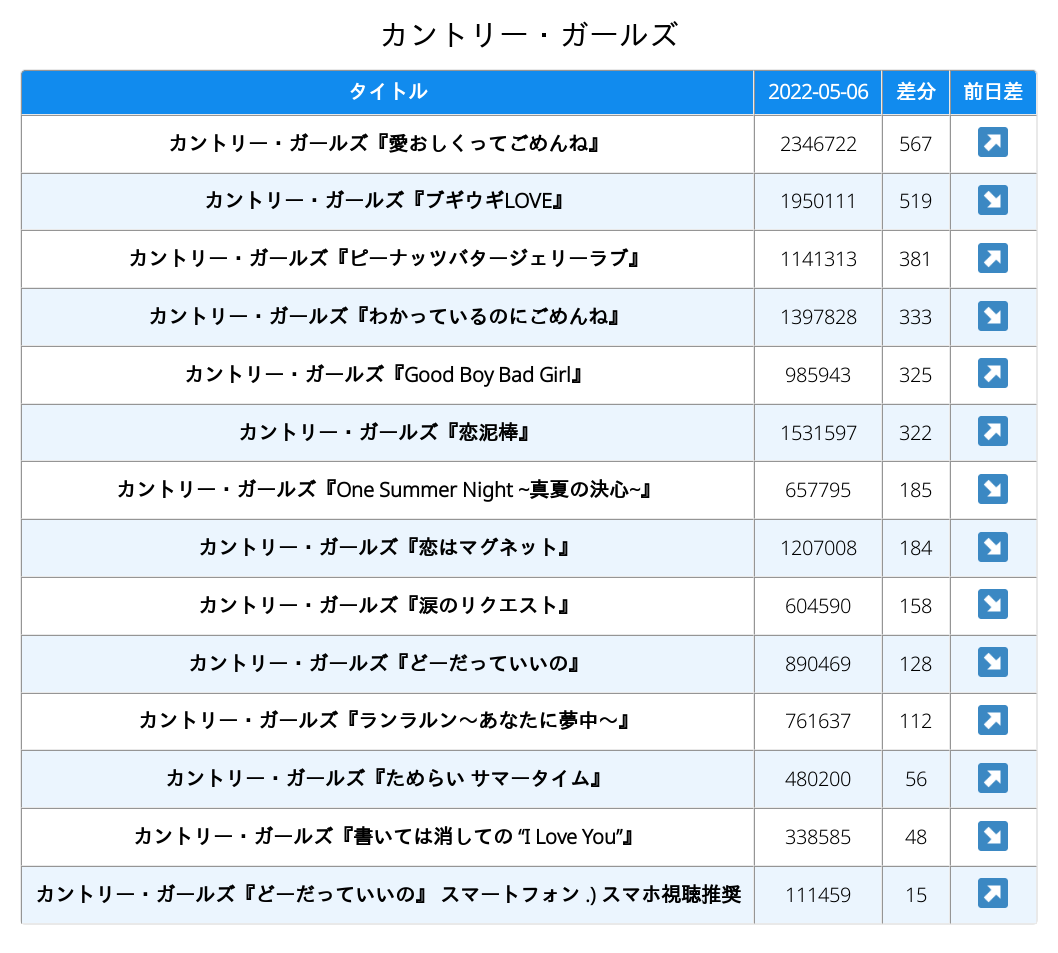 カントリー・ガールズ
タイトル 2022-05-06 差分 前日差
カントリー・ガールズ『愛おしくってごめんね』 2346722 567 ↗
カントリー・ガールズ『ブギウギLOVE』 1950111 519 ↘
カントリー・ガールズ『ピーナッツバタージェリーラブ』 1141313 381 ↗
カントリー・ガールズ『わかっているのにごめんね』 1397828 333 ↘
カントリー・ガールズ『Good Boy Bad Girl』 985943 325 ↗
カントリー・ガールズ『恋泥棒』 1531597 322 ↗
カントリー・ガールズ『One Summer Night ~真夏の決心~』 657795 185 ↘
カントリー・ガールズ『恋はマグネット』 1207008 184 ↘
カントリー・ガールズ『涙のリクエスト』 604590 158 ↘
カントリー・ガールズ『どーだっていいの』 890469 128 ↘
カントリー・ガールズ『ランラルン～あなたに夢中～』 761637 112 ↗
カントリー・ガールズ『ためらい サマータイム』 480200 56 ↗
カントリー・ガールズ『書いては消しての “I Love You”』 338585 48 ↘
カントリー・ガールズ『どーだっていいの』 スマートフォン .) スマホ視聴推奨 111459 15 ↗